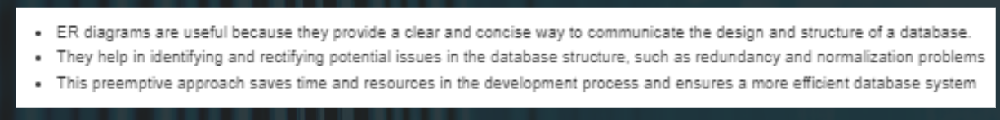 • ER diagrams are useful because they provide a clear and concise way to communicate the design and structure of a database.
• They help in identifying and rectifying potential issues in the database structure, such as redundancy and normalization problems
• This preemptive approach saves time and resources in the development process and ensures a more efficient database system